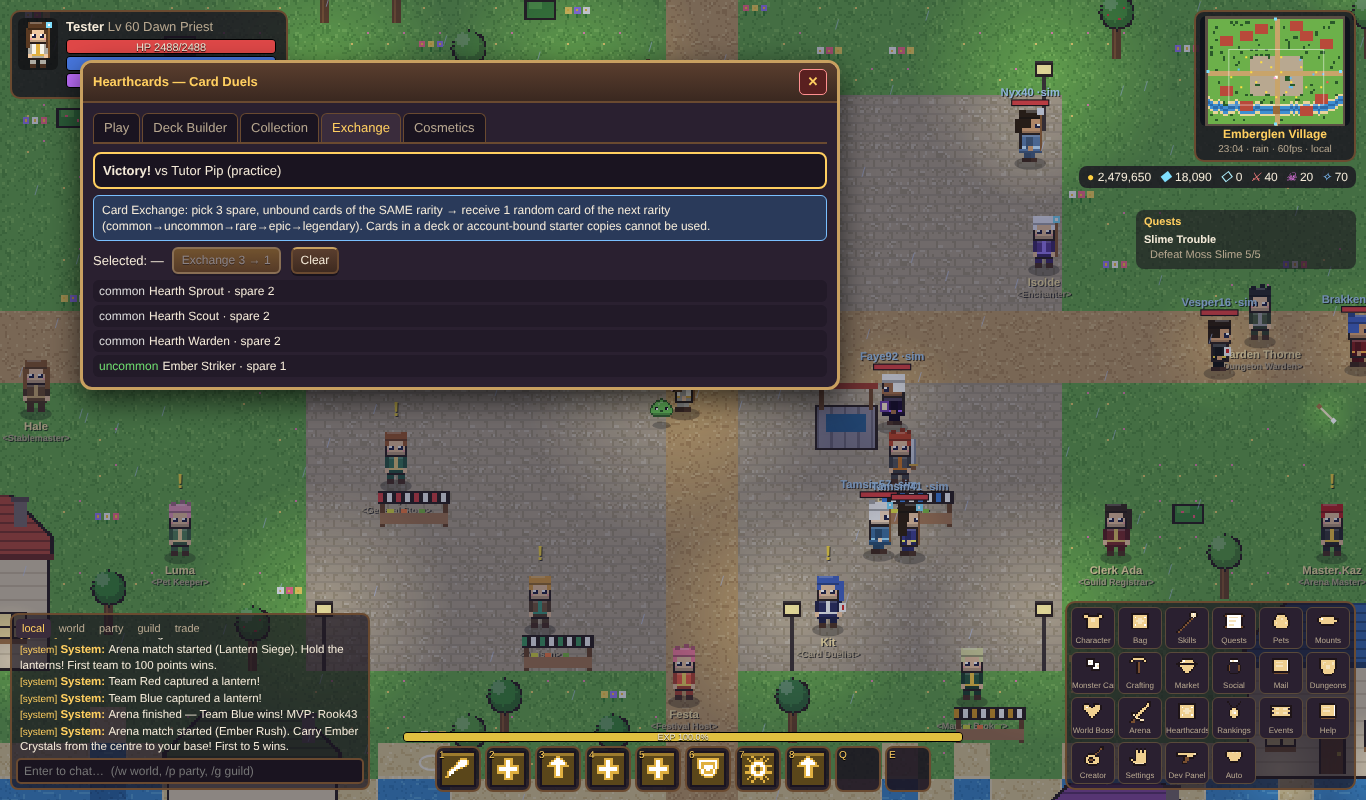 Tester Lv 60 Dawn Priest
HP 2488/2488
Hearthcards — Card Duels
✕
Play
Deck Builder
Collection
Exchange
Cosmetics
Victory! vs Tutor Pip (practice)
Card Exchange: pick 3 spare, unbound cards of the SAME rarity → receive 1 random card of the next rarity
(common→uncommon→rare→epic→legendary). Cards in a deck or account-bound starter copies cannot be used.
Selected: —
Exchange 3 → 1
Clear
common Hearth Sprout · spare 2
common Hearth Scout · spare 2
common Hearth Warden · spare 2
uncommon Ember Striker · spare 1
Emberglen Village
23:04 · rain · 60fps · local
2,479,650
18,090
0
40
20
70
Quests
Slime Trouble
Defeat Moss Slime 5/5
Nyx40 ·sim
Isolde
<Enchanter>
Vesper16 ·sim
Brakken
Warden Thorne
<Dungeon Warden>
Faye92 ·sim
Hale
<Stablemaster>
!
!
Luma
<Pet Keeper>
Tamsin41 ·sim
!
Clerk Ada
<Guild Registrar>
Master Kaz
<Arena Master>
!
!
Kit
<Card Duelist>
Festa
<Festival Host>
local
world
party
guild
trade
[system] System: Arena match started (Lantern Siege). Hold the
lanterns! First team to 100 points wins.
[system] System: Team Red captured a lantern!
[system] System: Team Blue captured a lantern!
[system] System: Arena finished — Team Blue wins! MVP: Rook43
[system] System: Arena match started (Ember Rush). Carry Ember
Crystals from the centre to your base! First to 5 wins.
Enter to chat… (/w world, /p party, /g guild)
EXP 100.0%
1
2
3
4
5
6
7
8
Q
E
Character
Bag
Skills
Quests
Pets
Mounts
Monster Ca
Crafting
Market
Social
Mail
Dungeons
World Boss
Arena
Hearthcards
Rankings
Events
Help
Creator
Settings
Dev Panel
Auto